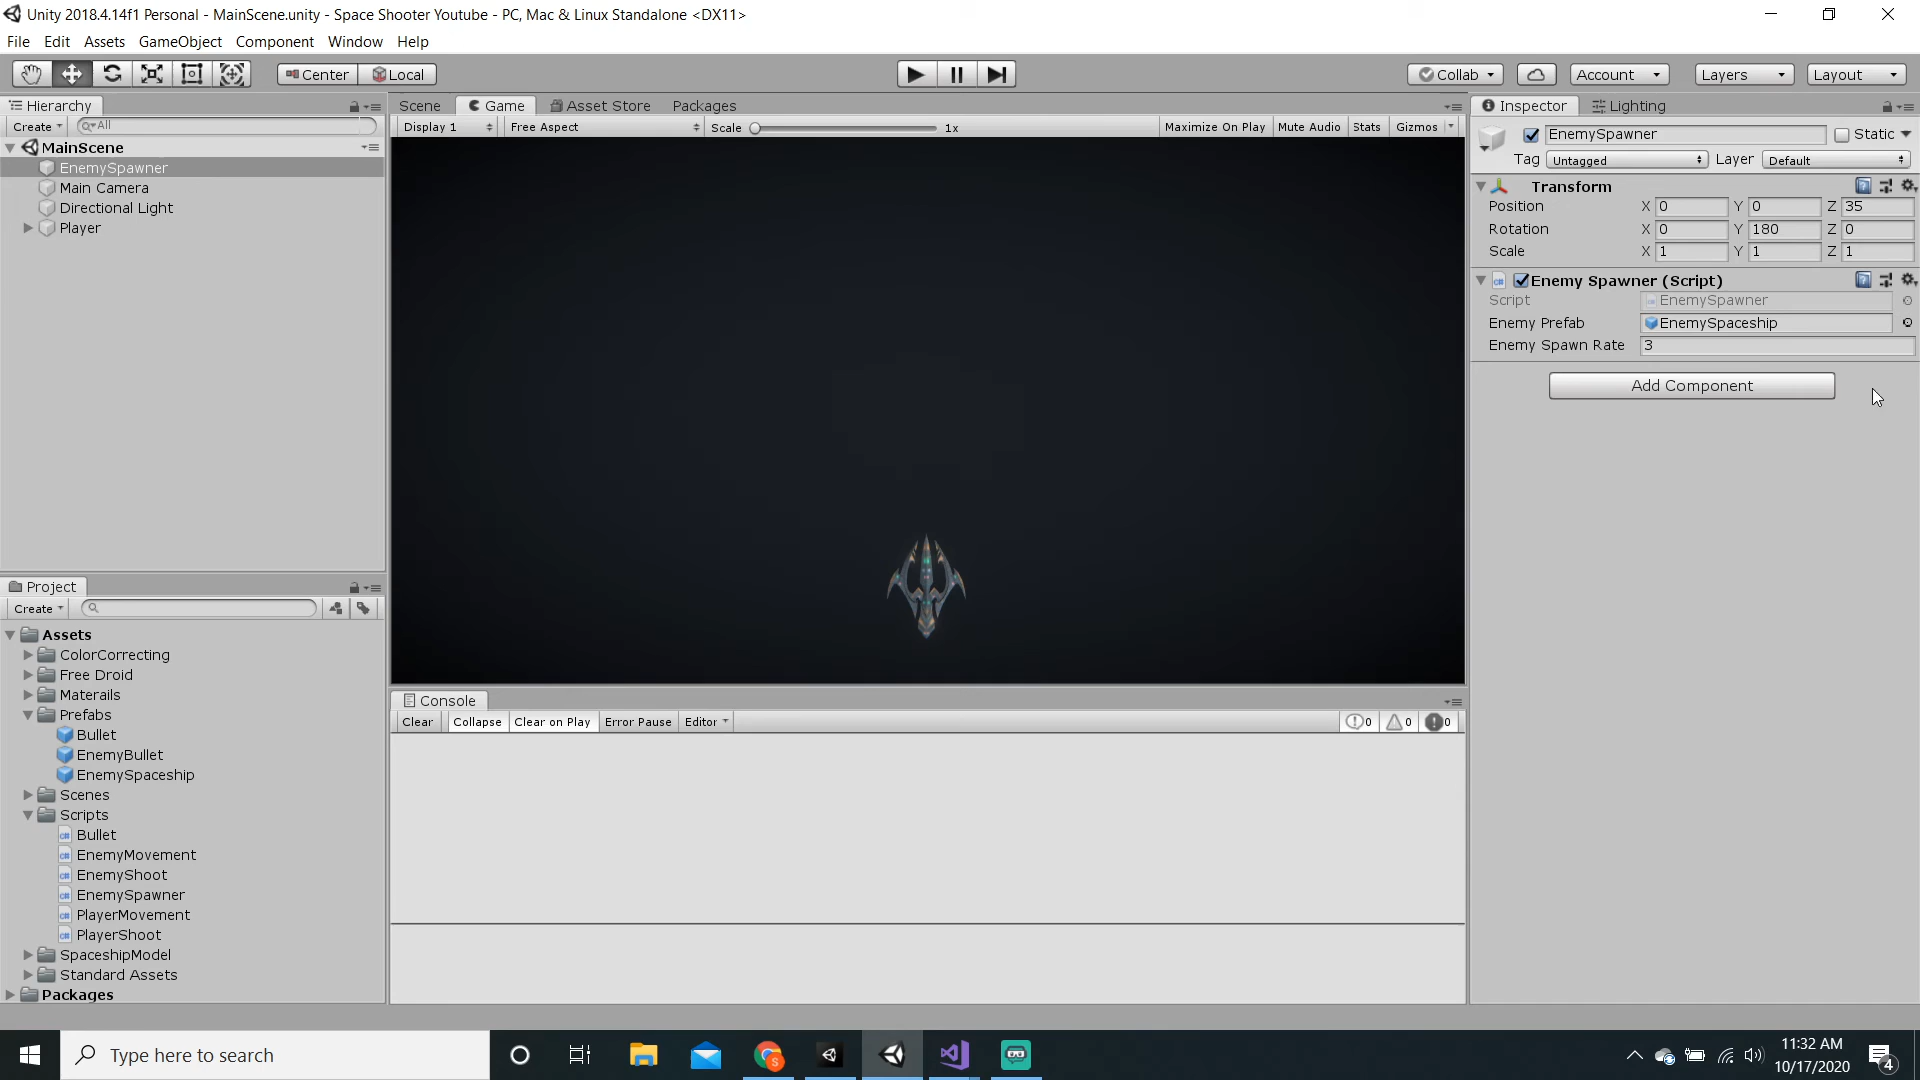 Unity 2018.4.14f1 Personal - MainScene.unity - Space Shooter Youtube - PC, Mac & Linux Standalone <DX11>
File Edit Assets GameObject Component Window Help
Center Local Collab Account Layers Layout
Hierarchy
Create All
MainScene
EnemySpawner
Main Camera
Directional Light
Player
Scene Game Asset Store Packages
Display 1 Free Aspect Scale 1x Maximize On Play Mute Audio Stats Gizmos
Inspector Lighting
EnemySpawner Static
Tag Untagged Layer Default
Transform
Position X 0 Y 0 Z 35
Rotation X 0 Y 180 Z 0
Scale X 1 Y 1 Z 1
Enemy Spawner (Script)
Script EnemySpawner
Enemy Prefab EnemySpaceship
Enemy Spawn Rate 3
Add Component
Project
Create
Assets
ColorCorrecting
Free Droid
Materails
Prefabs
Bullet
EnemyBullet
EnemySpaceship
Scenes
Scripts
Bullet
EnemyMovement
EnemyShoot
EnemySpawner
PlayerMovement
PlayerShoot
SpaceshipModel
Standard Assets
Packages
Console
Clear Collapse Clear on Play Error Pause Editor 0 0 0
Type here to search
11:32 AM
10/17/2020
4